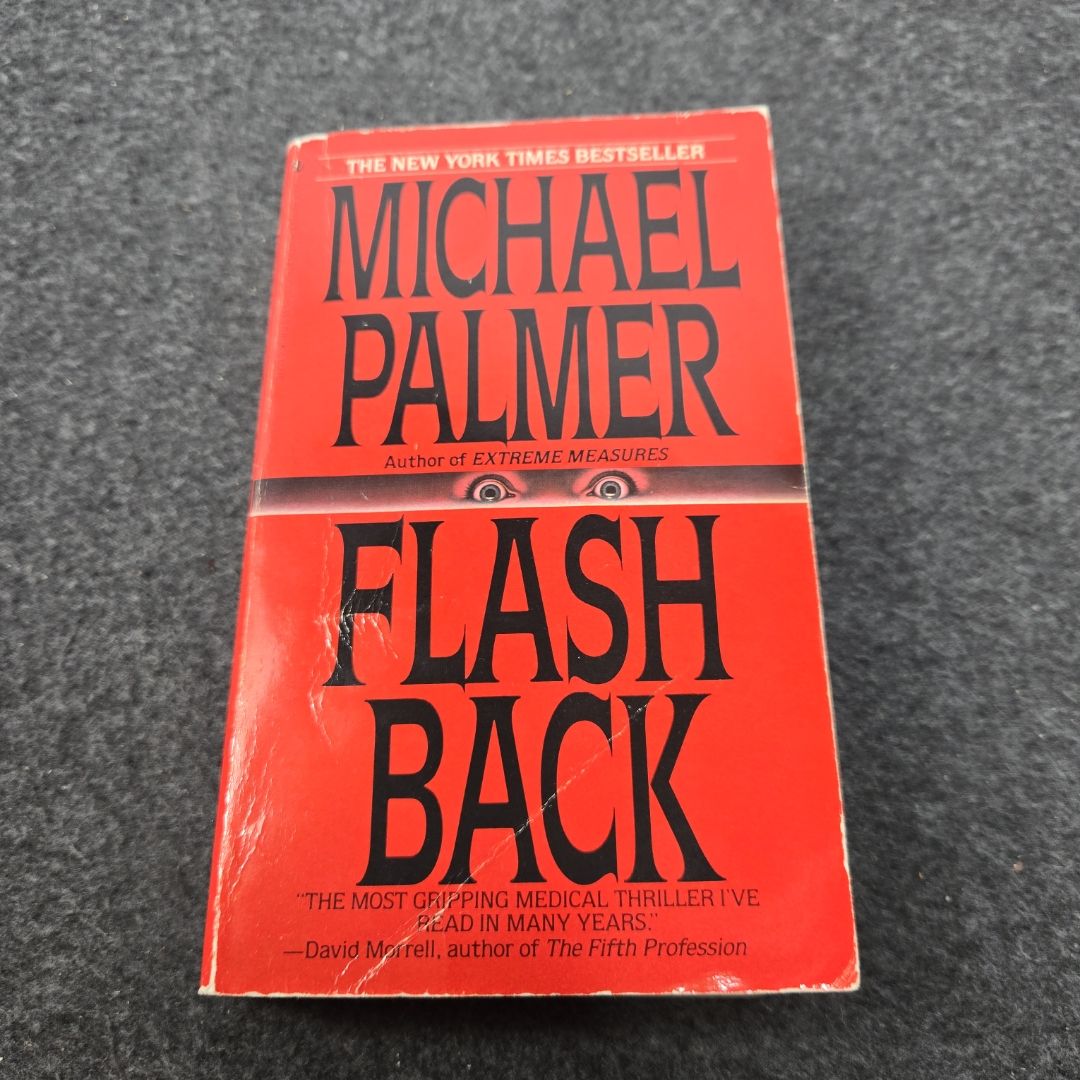 THE NEW YORK TIMES BESTSELLER
MICHAEL
PALMER
Author of EXTREME MEASURES
FLASH
BACK
"THE MOST GRIPPING MEDICAL THRILLER I'VE
READ IN MANY YEARS."
—David Morrell, author of The Fifth Profession